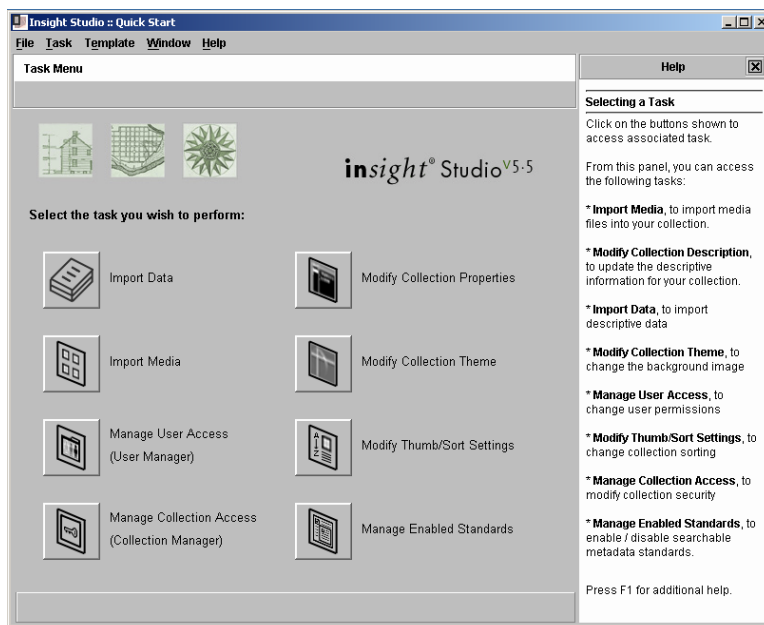 Insight Studio :: Quick Start
File Task Template Window Help
Task Menu
insight® Studio V5.5
Select the task you wish to perform:
Import Data
Modify Collection Properties
Import Media
Modify Collection Theme
Manage User Access
(User Manager)
Modify Thumb/Sort Settings
Manage Collection Access
(Collection Manager)
Manage Enabled Standards
Help
Selecting a Task
Click on the buttons shown to
access associated task.
From this panel, you can access
the following tasks:
* Import Media, to import media
files into your collection.
* Modify Collection Description,
to update the descriptive
information for your collection.
* Import Data, to import
descriptive data
* Modify Collection Theme, to
change the background image
* Manage User Access, to
change user permissions
* Modify Thumb/Sort Settings, to
change collection sorting
* Manage Collection Access, to
modify collection security
* Manage Enabled Standards, to
enable / disable searchable
metadata standards.
Press F1 for additional help.